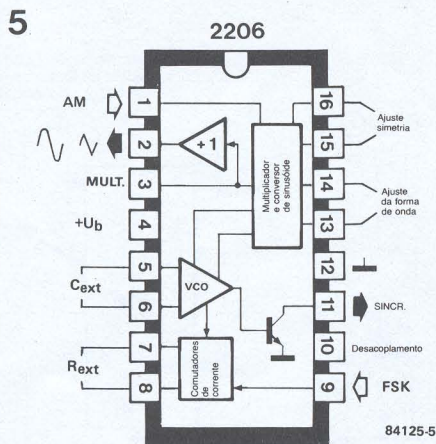 5
2206
AM
1
2
+1
MULT.
3
+Ub
4
Cext
5
6
VCO
Rext
7
8
Comutadores
de
corrente
Multiplicador
e conversor
de sinusóide
16
15
Ajuste
simetria
14
13
Ajuste
da forma
de onda
12
11
SINCR.
10
Desacoplamento
9
FSK
84125-5